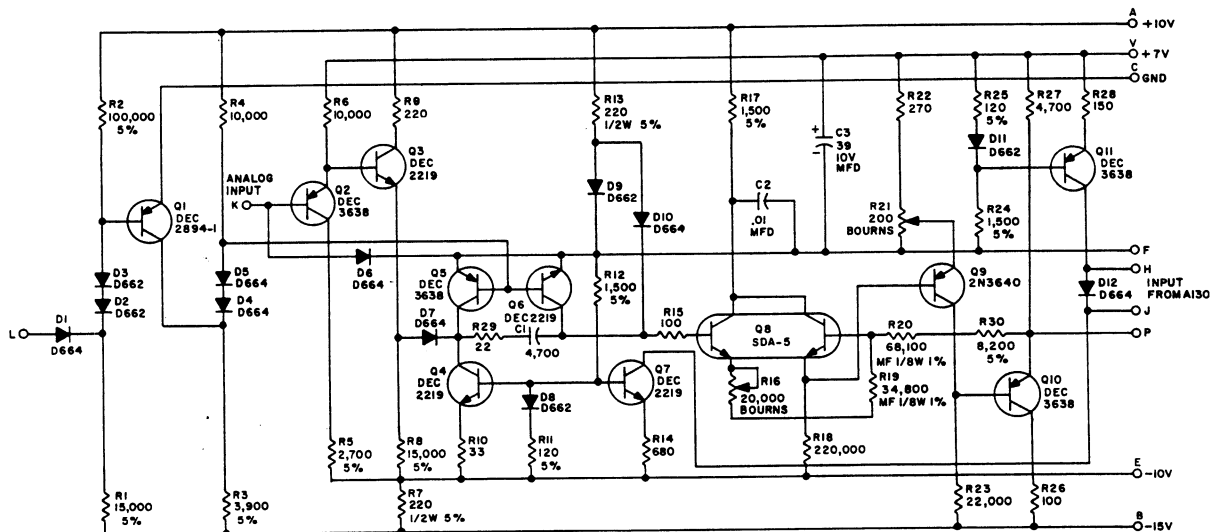 A
+10V
V
+7V
C
GND
R2
100,000
5%
R4
10,000
R6
10,000
R9
220
R13
220
1/2W 5%
R17
1,500
5%
R22
270
R25
120
5%
R27
4,700
R28
150
C3
39
10V
MFD
+
−
D11
D662
Q11
DEC
3638
Q3
DEC
2219
ANALOG
INPUT
K
Q2
DEC
3638
D9
D662
D10
D664
C2
.01
MFD
R21
200
BOURNS
R24
1,500
5%
Q1
DEC
2894-1
D6
D664
F
D3
D662
D2
D662
D5
D664
D4
D664
Q5
DEC
3638
Q6
DEC2219
R12
1,500
5%
Q9
2N3640
H
INPUT
FROM A130
D12
D664
J
L
D1
D664
D7
D664
R29
22
C1
4,700
R15
100
Q8
SDA-5
R20
68,100
MF 1/8W 1%
R30
8,200
5%
P
Q4
DEC
2219
D8
D662
Q7
DEC
2219
R16
20,000
BOURNS
R19
34,800
MF 1/8W 1%
Q10
DEC
3638
R5
2,700
5%
R8
15,000
5%
R10
33
R11
120
5%
R14
680
R18
220,000
E
-10V
R1
15,000
5%
R3
3,900
5%
R7
220
1/2W 5%
R23
22,000
R26
100
B
-15V